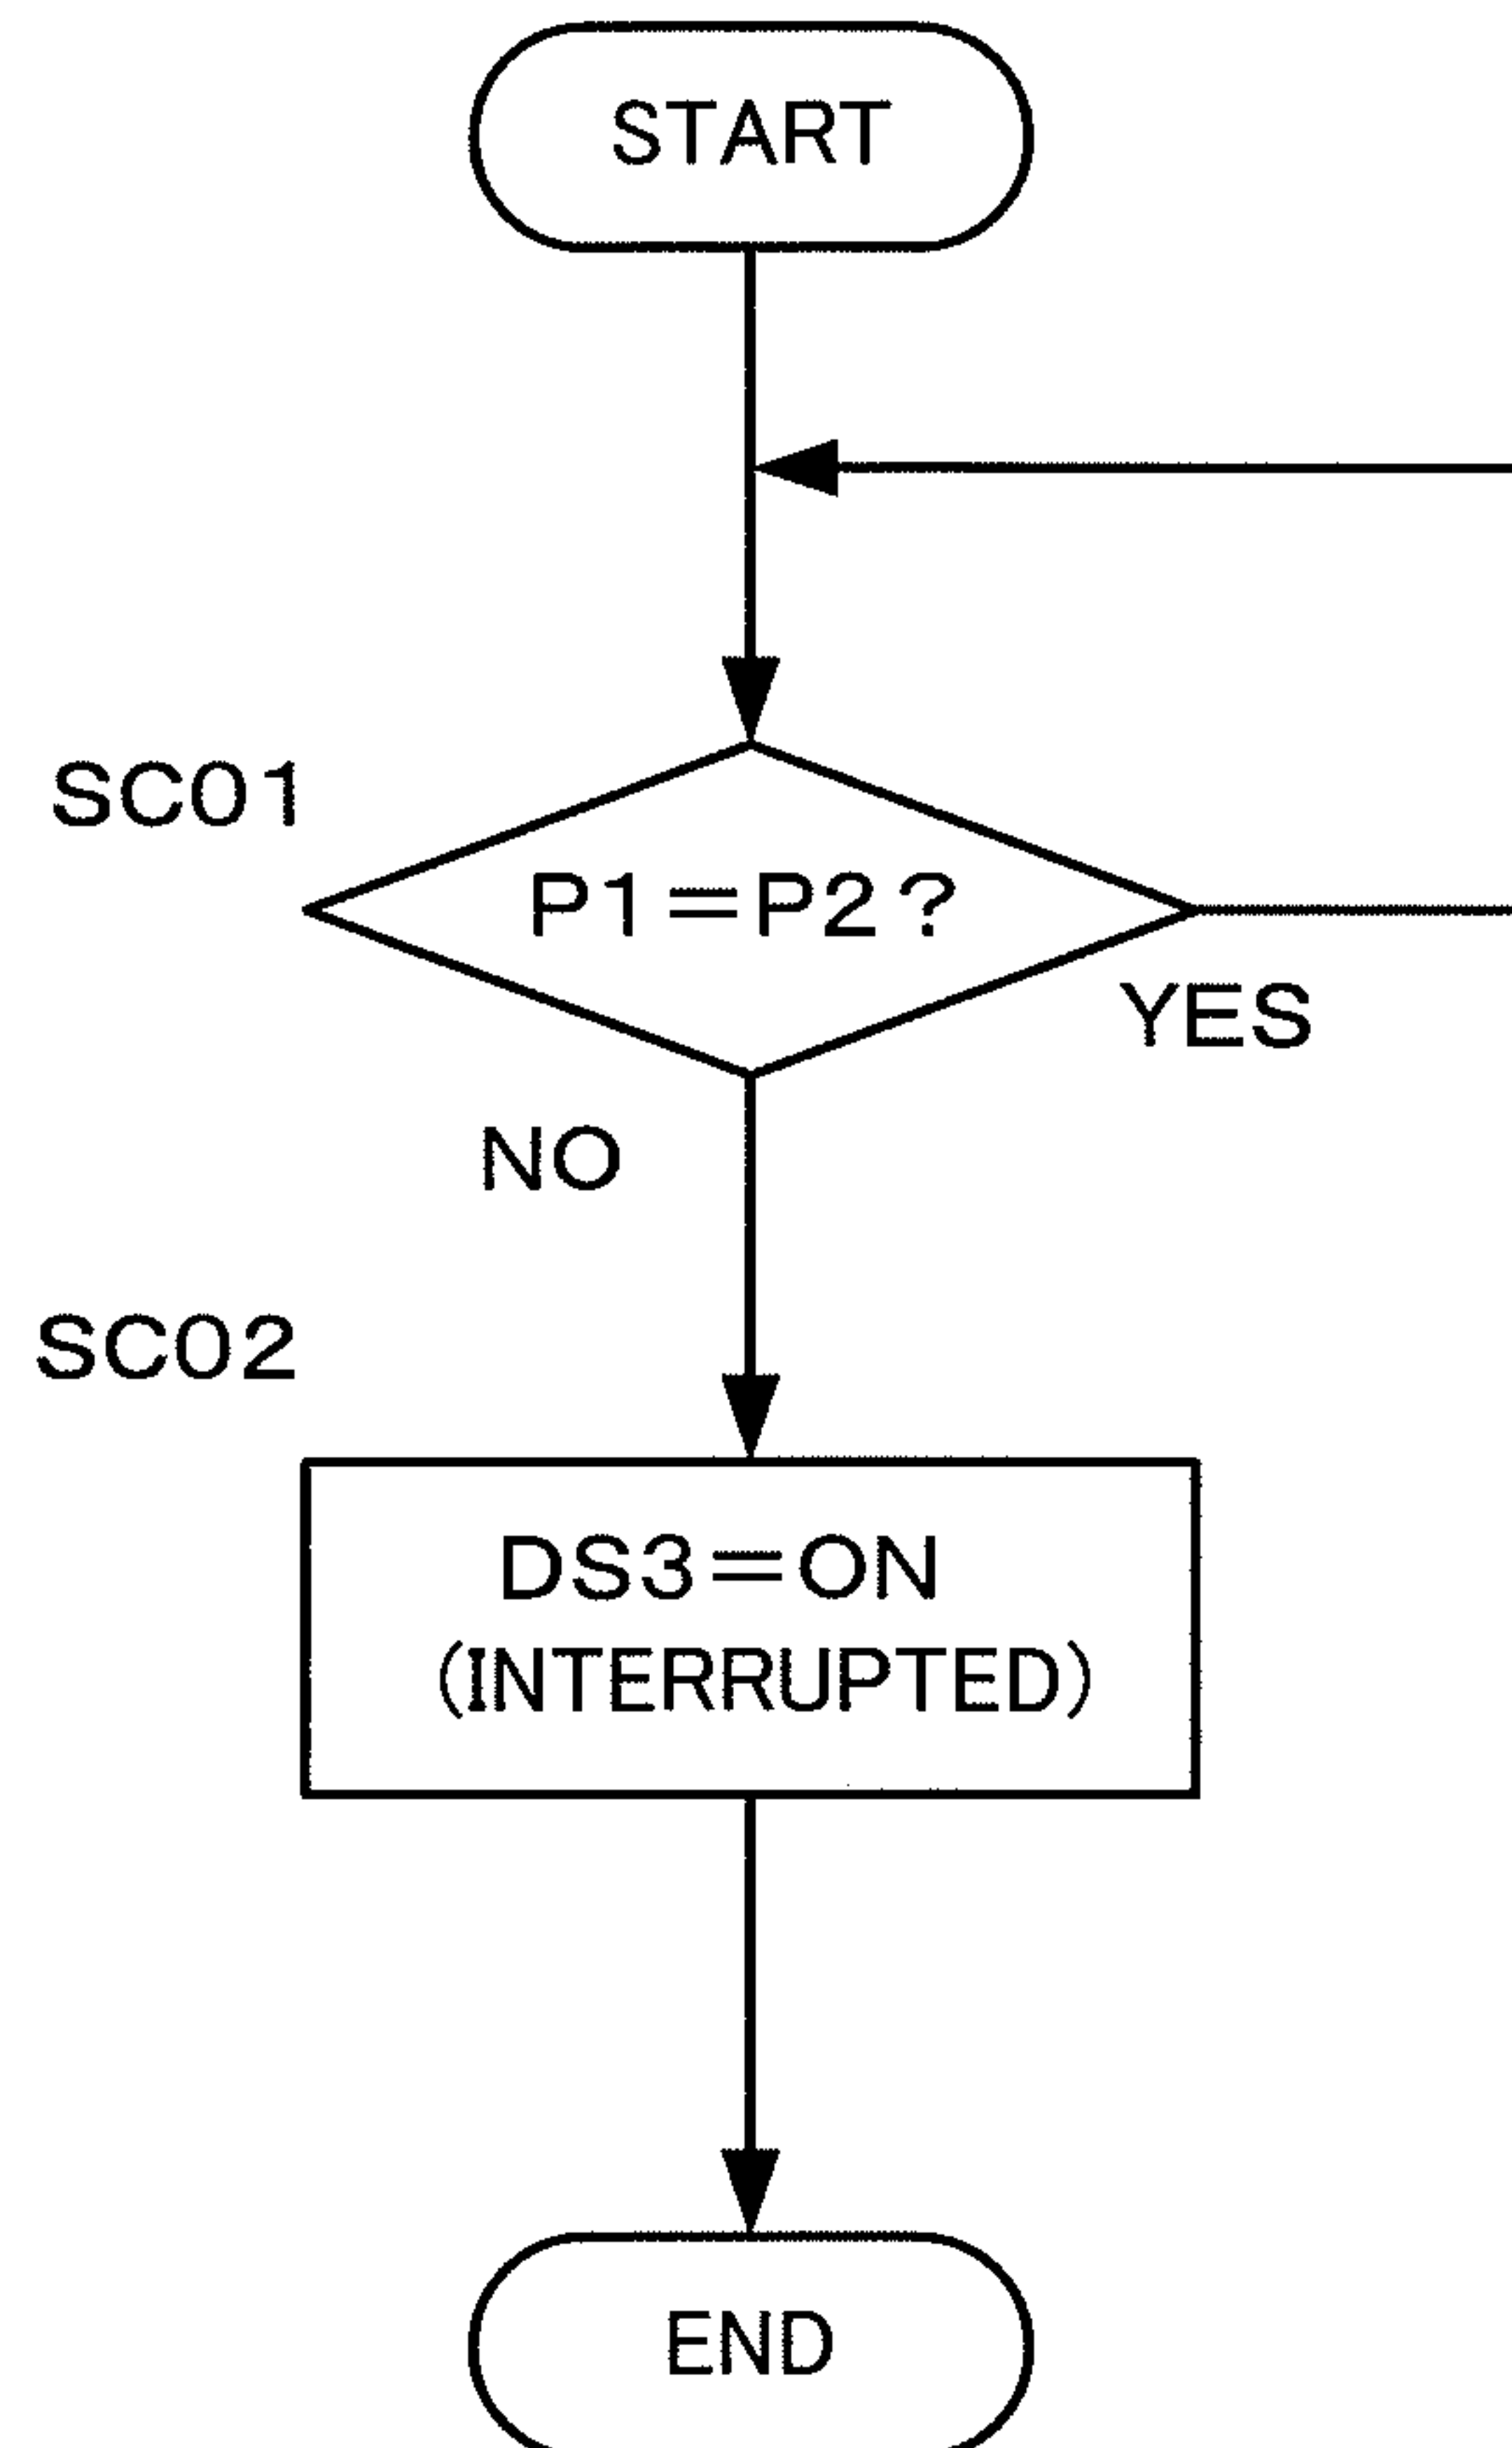 START
SC01
P1=P2?
YES
NO
SC02
DS3=ON
(INTERRUPTED)
END